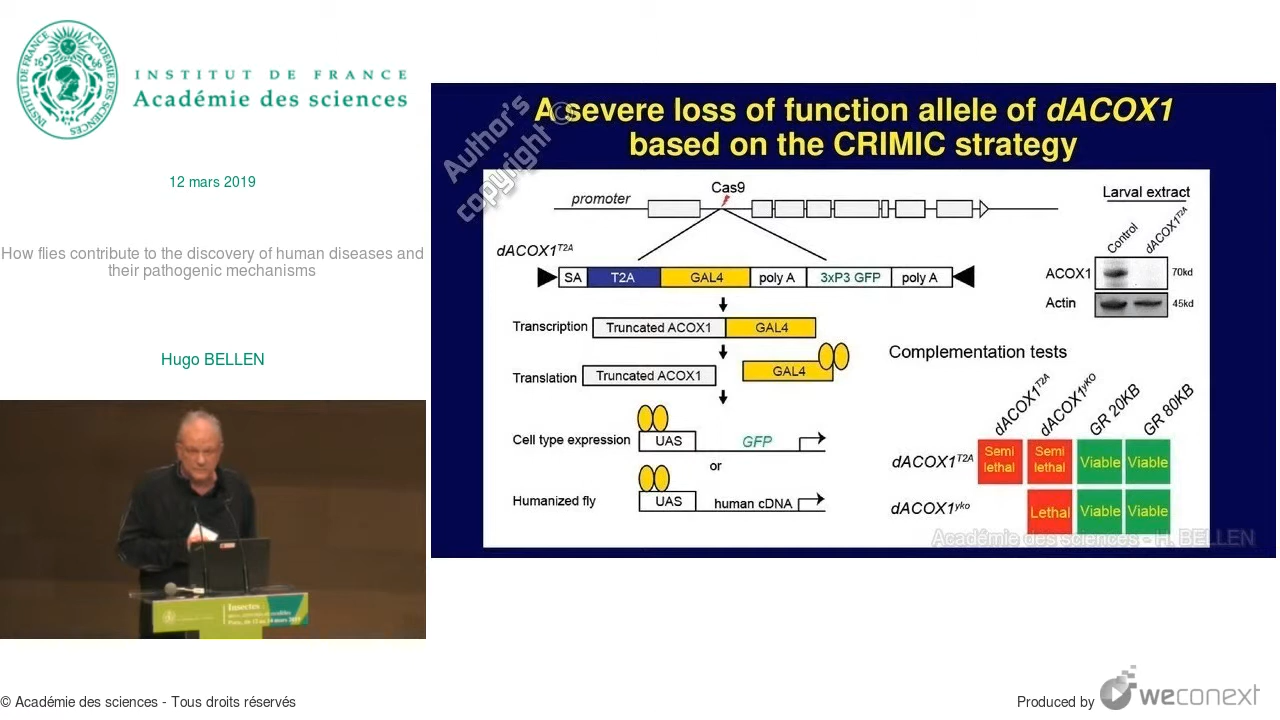 INSTITUT DE FRANCE
Académie des sciences
12 mars 2019
How flies contribute to the discovery of human diseases and
their pathogenic mechanisms
Hugo BELLEN
A severe loss of function allele of dACOX1
based on the CRIMIC strategy
Author's
copyright ©
promoter
Cas9
dACOX1T2A
SA T2A GAL4 poly A 3xP3 GFP poly A
Transcription Truncated ACOX1 GAL4
Translation Truncated ACOX1 GAL4
Cell type expression UAS GFP
or
Humanized fly UAS human cDNA
Larval extract
Control dACOX1T2A
ACOX1 70kd
Actin 45kd
Complementation tests
dACOX1T2A dACOX1yKO GR 20KB GR 80KB
dACOX1T2A Semi lethal Semi lethal Viable Viable
dACOX1yko Lethal Viable Viable
Académie des sciences - H. BELLEN
Insectes
© Académie des sciences - Tous droits réservés
Produced by weconext